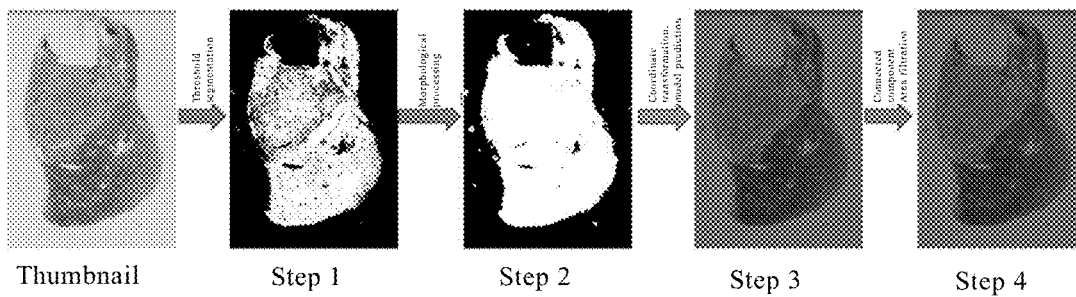 Threshold
segmentation
Morphological
processing
Coordinate
transformation,
model prediction
Connected
component
area filtration
Thumbnail
Step 1
Step 2
Step 3
Step 4